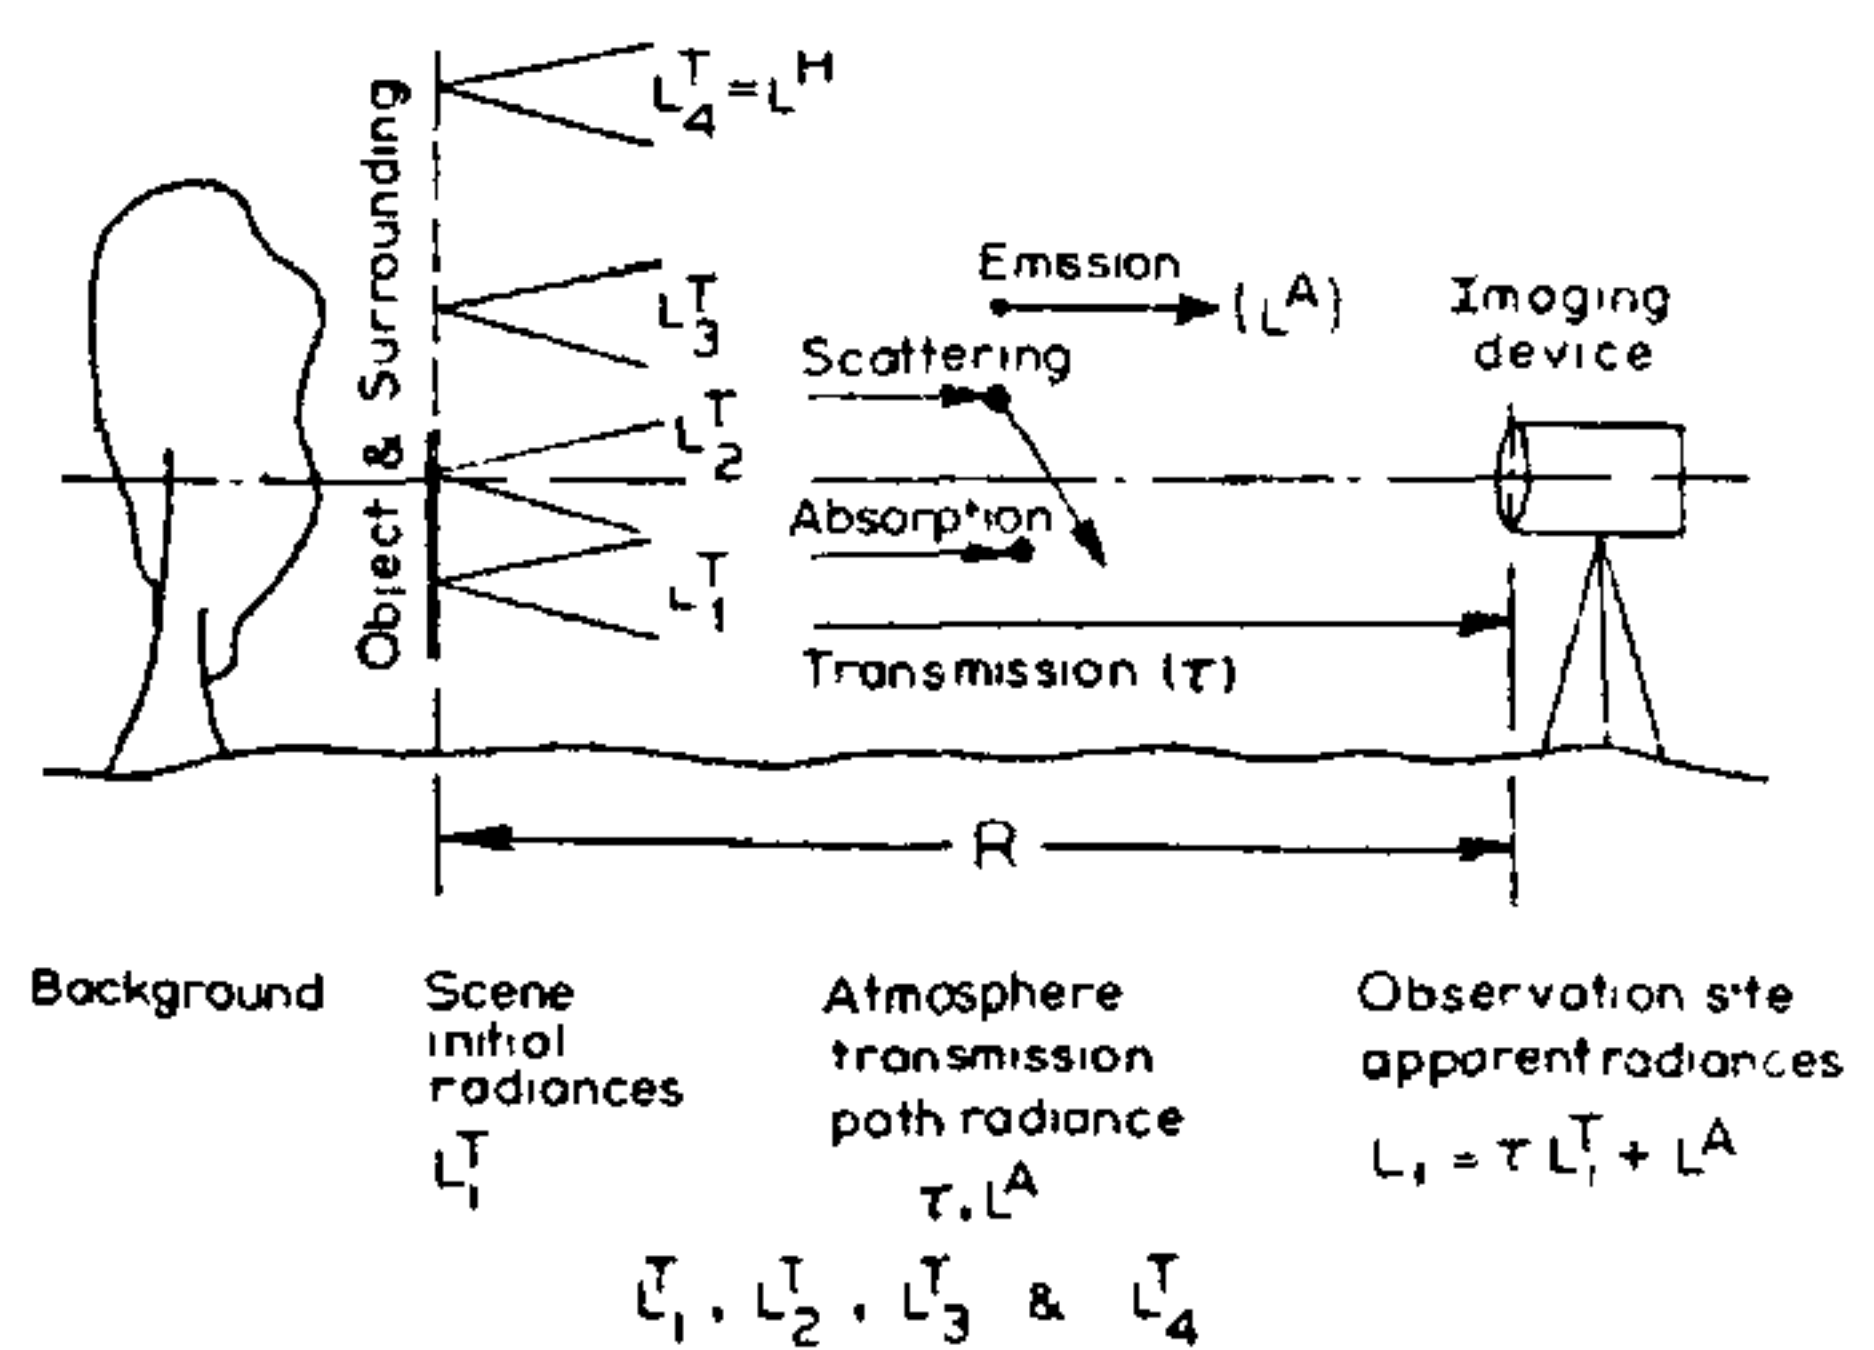 L₄ᵀ = Lᴴ
Object & Surrounding
L₃ᵀ
Emission
(Lᴬ)
Imaging
device
Scattering
L₂ᵀ
Absorption
L₁ᵀ
Transmission (τ)
R
Background
Scene
initial
radiances
L₁ᵀ
Atmosphere
transmission
path radiance
τ. Lᴬ
Observation site
apparent radiances
L₁ = τ L₁ᵀ + Lᴬ
L₁ᵀ, L₂ᵀ, L₃ᵀ & L₄ᵀ